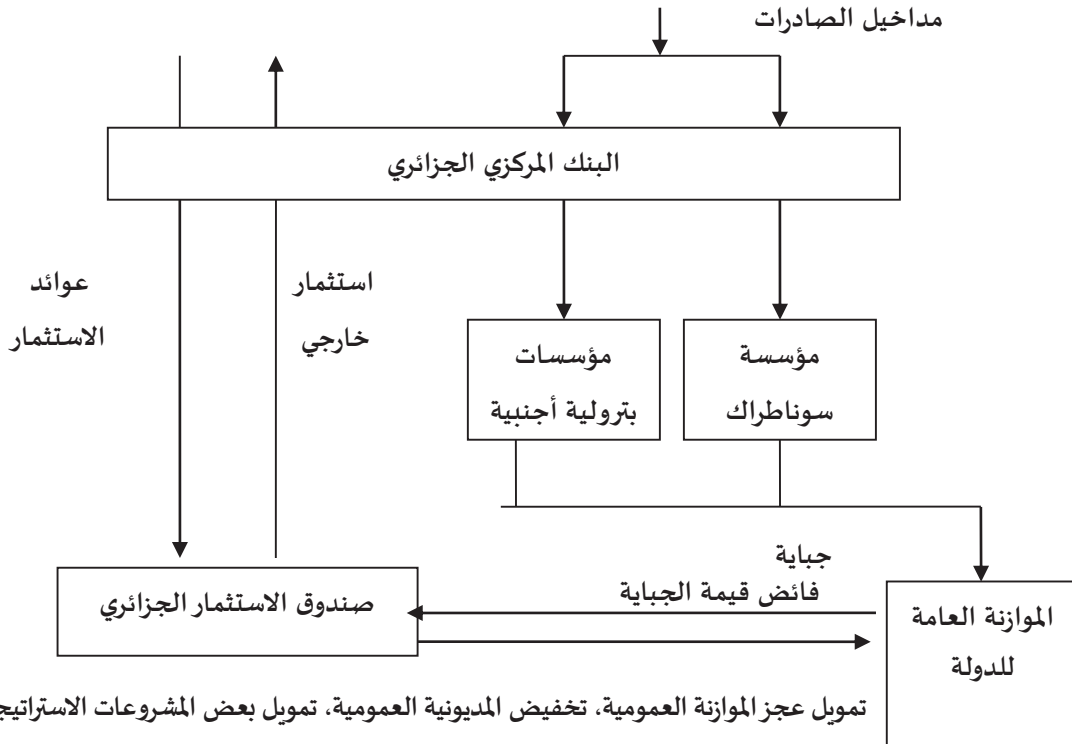 مداخيل الصادرات
البنك المركزي الجزائري
استثمار
خارجي
عوائد
الاستثمار
مؤسسة
سوناطراك
مؤسسات
بترولية أجنبية
جباية
فائض قيمة الجباية
الموازنة العامة
للدولة
صندوق الاستثمار الجزائري
تمويل عجز الموازنة العمومية، تخفيض المديونية العمومية، تمويل بعض المشروعات